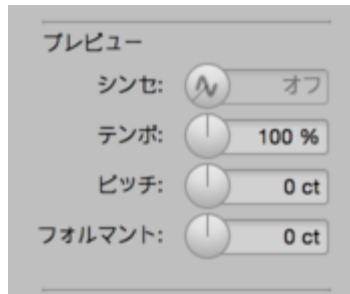 プレビュー
シンセ: オフ
テンポ: 100 %
ピッチ: 0 ct
フォルマント: 0 ct